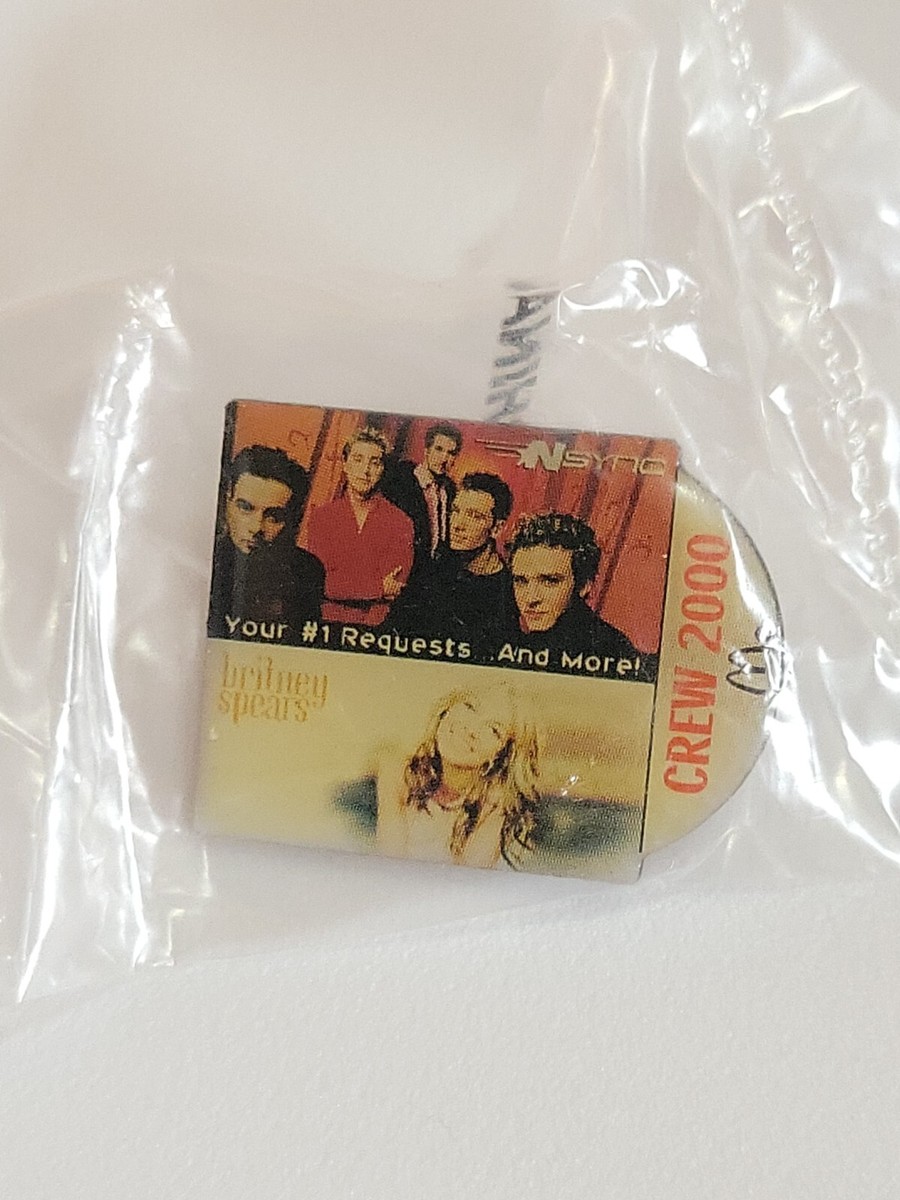 NSYNC
Your #1 Requests...And More!
britney
spears
CREW 2000